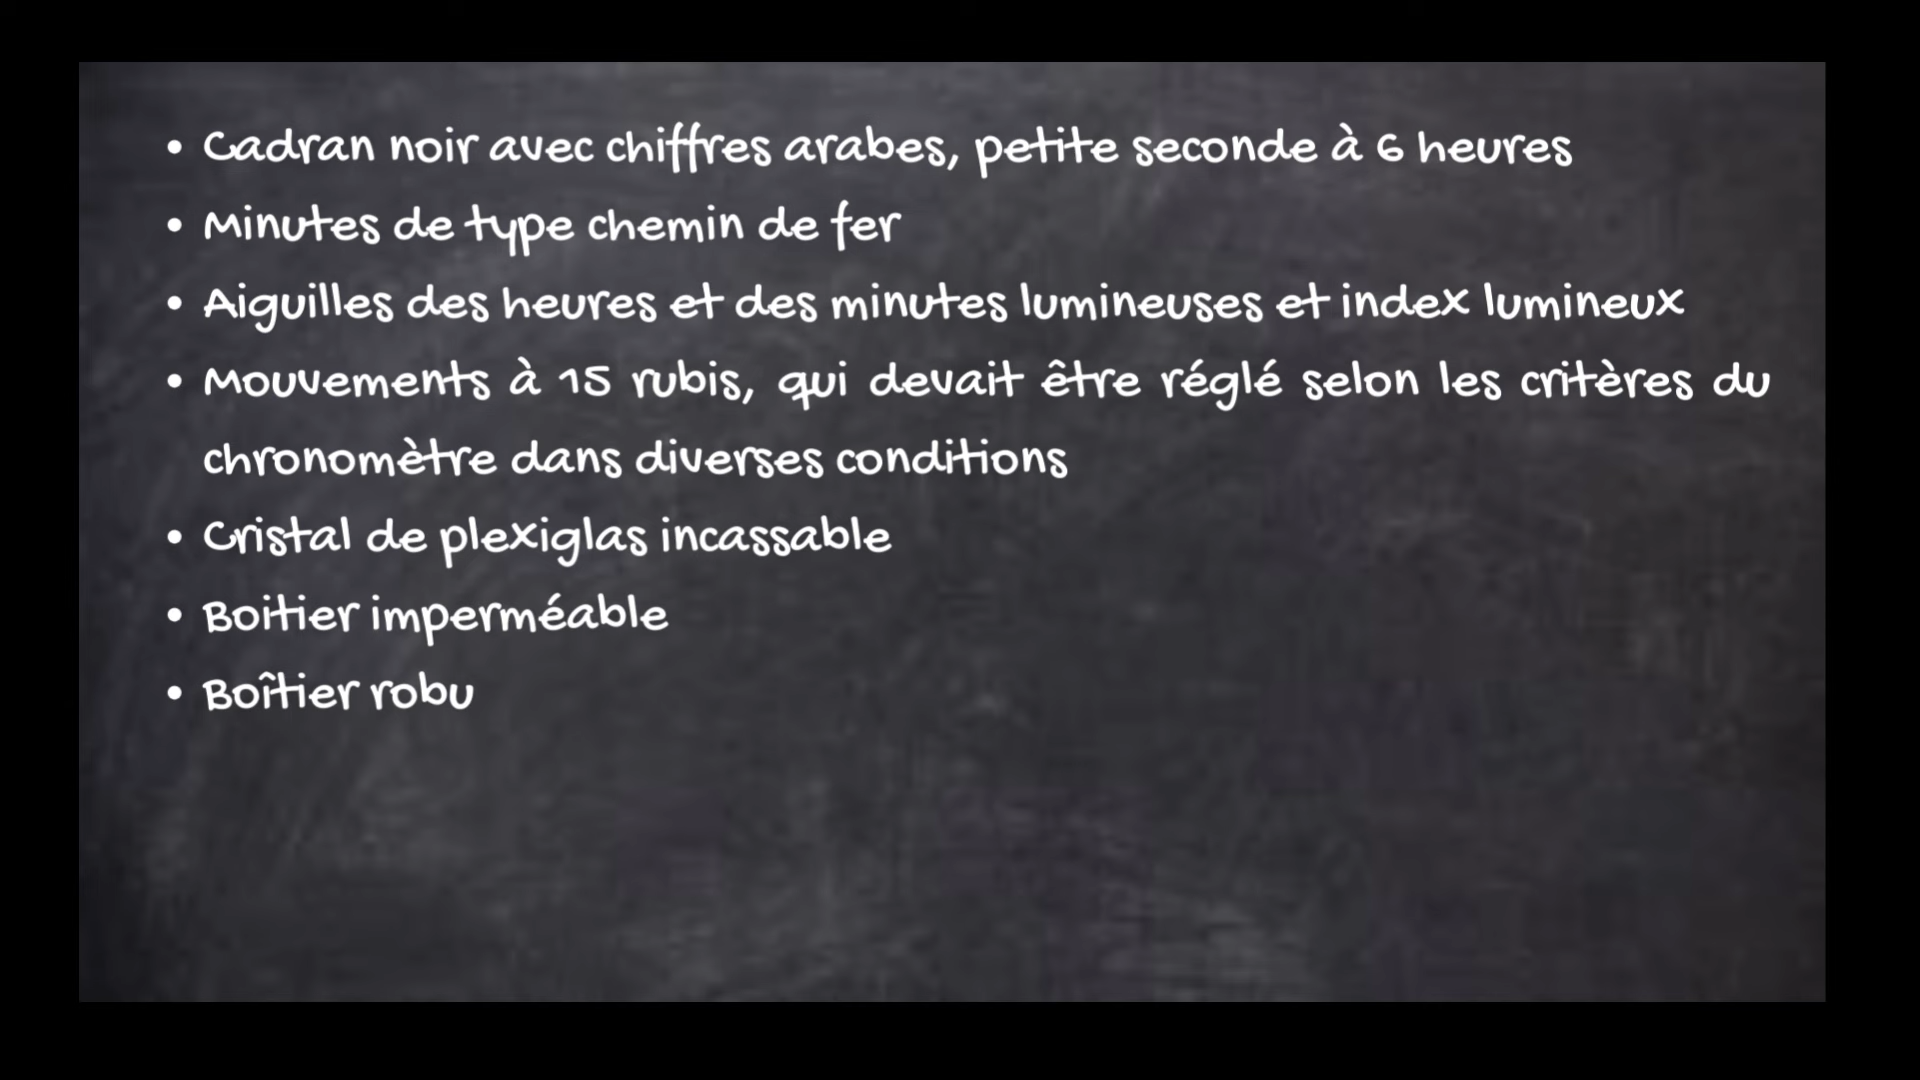 • Cadran noir avec chiffres arabes, petite seconde à 6 heures
• Minutes de type chemin de fer
• Aiguilles des heures et des minutes lumineuses et index lumineux
• Mouvements à 15 rubis, qui devait être réglé selon les critères du
chronomètre dans diverses conditions
• Cristal de plexiglas incassable
• Boitier imperméable
• Boîtier robu